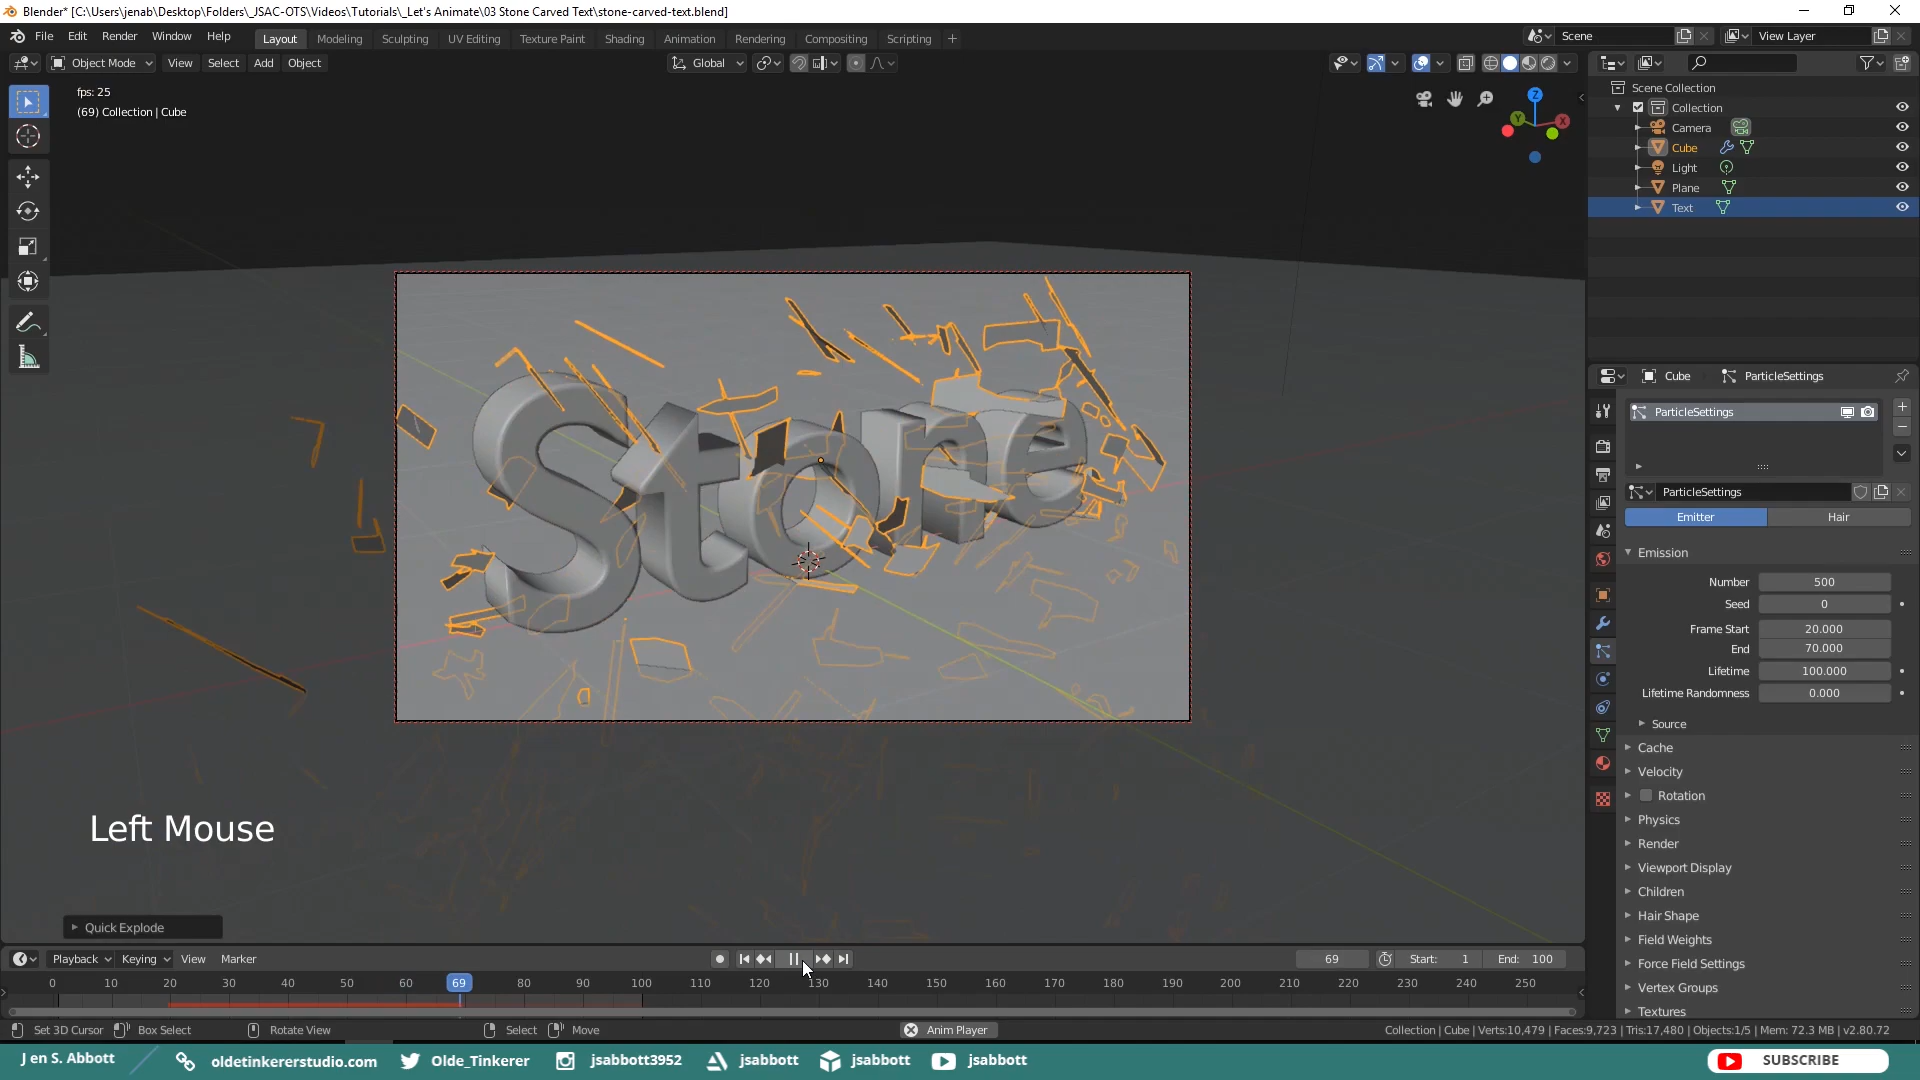 Blender* [C:\Users\jenab\Desktop\Folders\_JSAC-OTS\Videos\Tutorials\_Let's Animate\03 Stone Carved Text\stone-carved-text.blend]
File Edit Render Window Help Layout Modeling Sculpting UV Editing Texture Paint Shading Animation Rendering Compositing Scripting + Scene View Layer
Object Mode View Select Add Object Global
fps: 25
(69) Collection | Cube
Z
Y
X
Stone
Scene Collection
Collection
Camera
Cube
Light
Plane
Text
Cube ParticleSettings
ParticleSettings
ParticleSettings
Emitter Hair
Emission
Number 500
Seed 0
Frame Start 20.000
End 70.000
Lifetime 100.000
Lifetime Randomness 0.000
Source
Cache
Velocity
Rotation
Physics
Render
Viewport Display
Children
Hair Shape
Field Weights
Force Field Settings
Vertex Groups
Textures
Left Mouse
Quick Explode
Playback Keying View Marker 69 Start: 1 End: 100
0 10 20 30 40 50 60 69 80 90 100 110 120 130 140 150 160 170 180 190 200 210 220 230 240 250
Set 3D Cursor Box Select Rotate View Select Move Anim Player Collection | Cube | Verts:10,479 | Faces:9,723 | Tris:17,480 | Objects:1/5 | Mem: 72.3 MB | v2.80.72
J en S. Abbott oldetinkererstudio.com Olde_Tinkerer jsabbott3952 jsabbott jsabbott jsabbott SUBSCRIBE